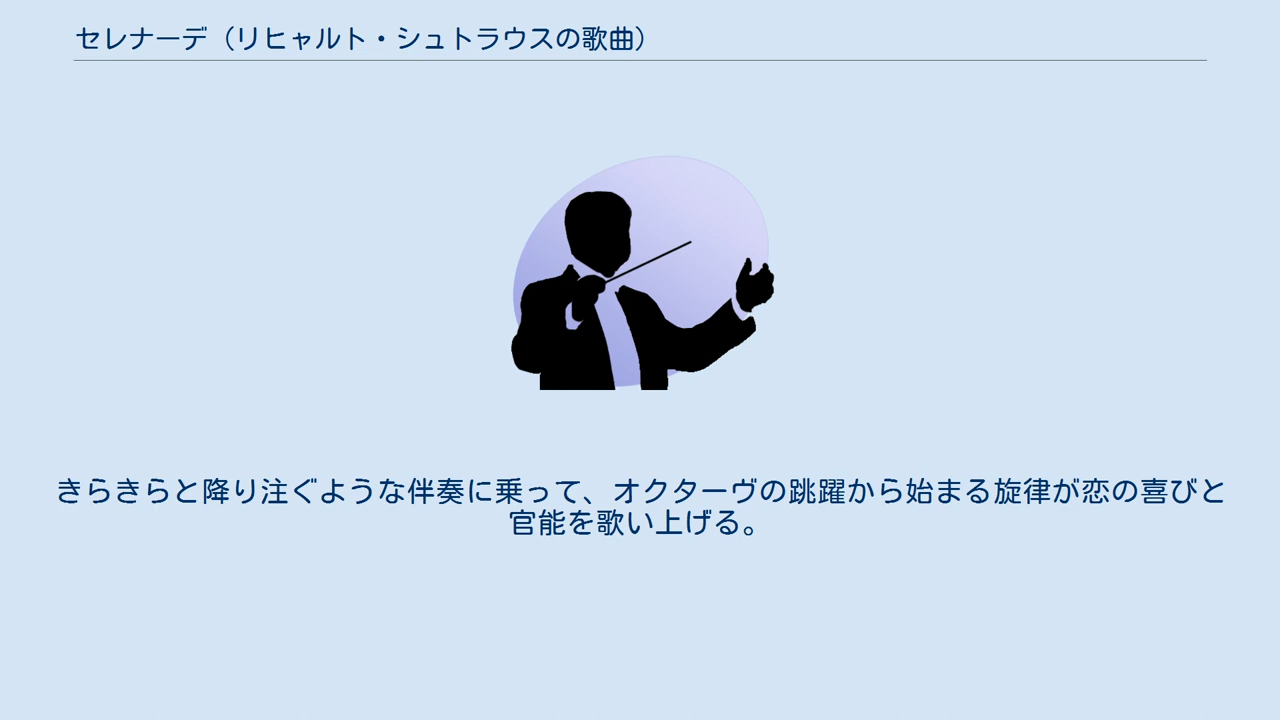 セレナーデ（リヒャルト・シュトラウスの歌曲）
きらきらと降り注ぐような伴奏に乗って、オクターヴの跳躍から始まる旋律が恋の喜びと
官能を歌い上げる。